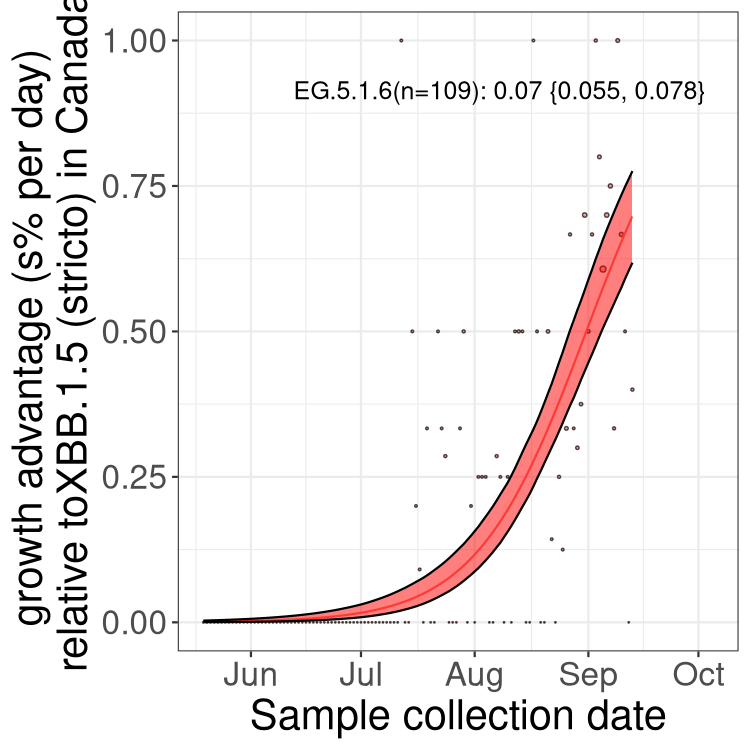 growth advantage (s% per day)
relative toXBB.1.5 (stricto) in Canada
1.00
0.75
0.50
0.25
0.00
EG.5.1.6(n=109): 0.07 {0.055, 0.078}
Jun Jul Aug Sep Oct
Sample collection date